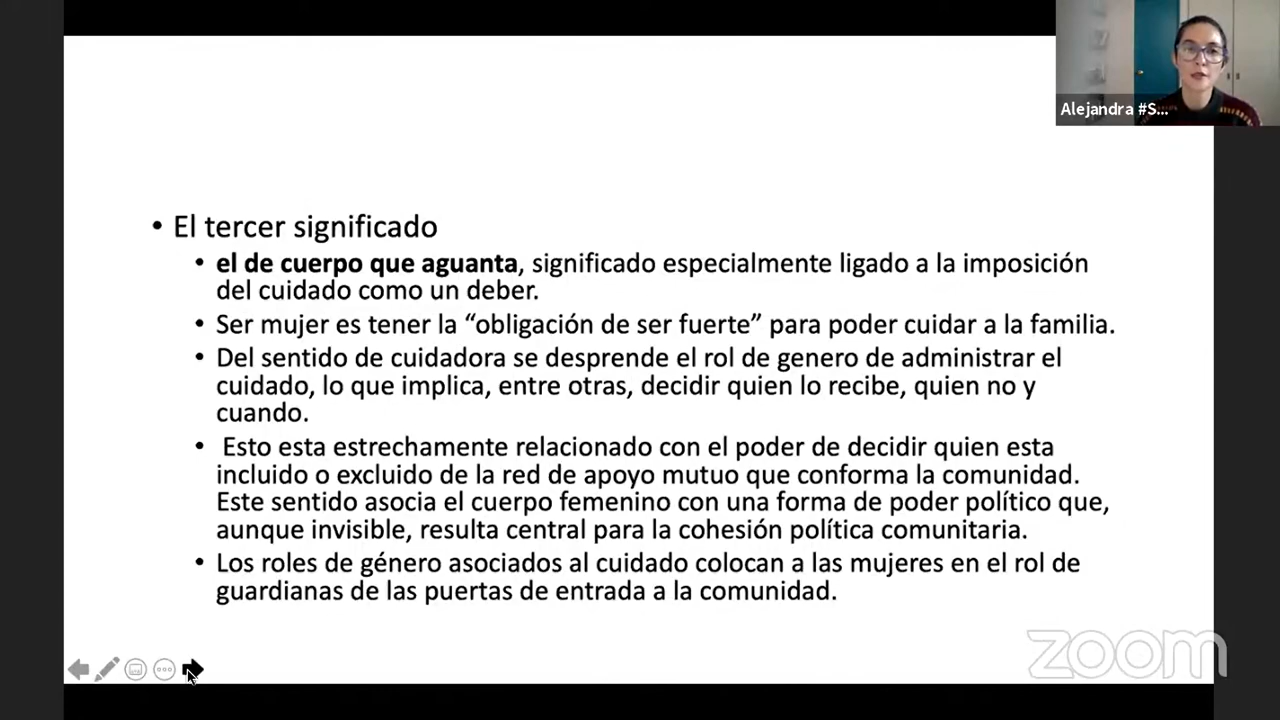 Alejandra #S...
• El tercer significado
• el de cuerpo que aguanta, significado especialmente ligado a la imposición
del cuidado como un deber.
• Ser mujer es tener la “obligación de ser fuerte” para poder cuidar a la familia.
• Del sentido de cuidadora se desprende el rol de genero de administrar el
cuidado, lo que implica, entre otras, decidir quien lo recibe, quien no y
cuando.
• Esto esta estrechamente relacionado con el poder de decidir quien esta
incluido o excluido de la red de apoyo mutuo que conforma la comunidad.
Este sentido asocia el cuerpo femenino con una forma de poder político que,
aunque invisible, resulta central para la cohesión política comunitaria.
• Los roles de género asociados al cuidado colocan a las mujeres en el rol de
guardianas de las puertas de entrada a la comunidad.
zoom